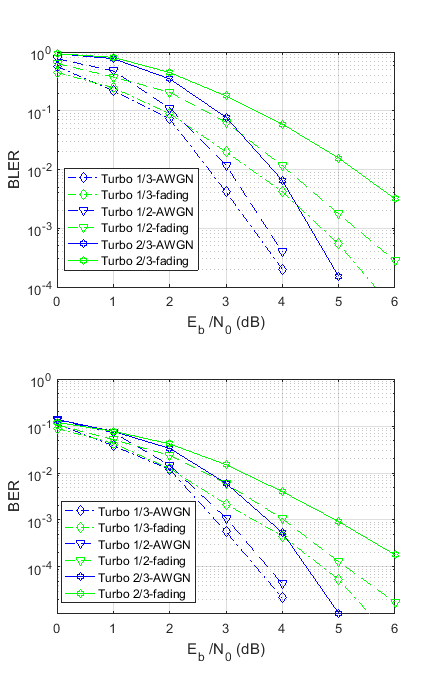 10^0
10^-1
10^-2
10^-3
10^-4
BLER
Turbo 1/3-AWGN
Turbo 1/3-fading
Turbo 1/2-AWGN
Turbo 1/2-fading
Turbo 2/3-AWGN
Turbo 2/3-fading
0 1 2 3 4 5 6
E_b /N_0 (dB)
10^0
10^-1
10^-2
10^-3
10^-4
BER
Turbo 1/3-AWGN
Turbo 1/3-fading
Turbo 1/2-AWGN
Turbo 1/2-fading
Turbo 2/3-AWGN
Turbo 2/3-fading
0 1 2 3 4 5 6
E_b /N_0 (dB)